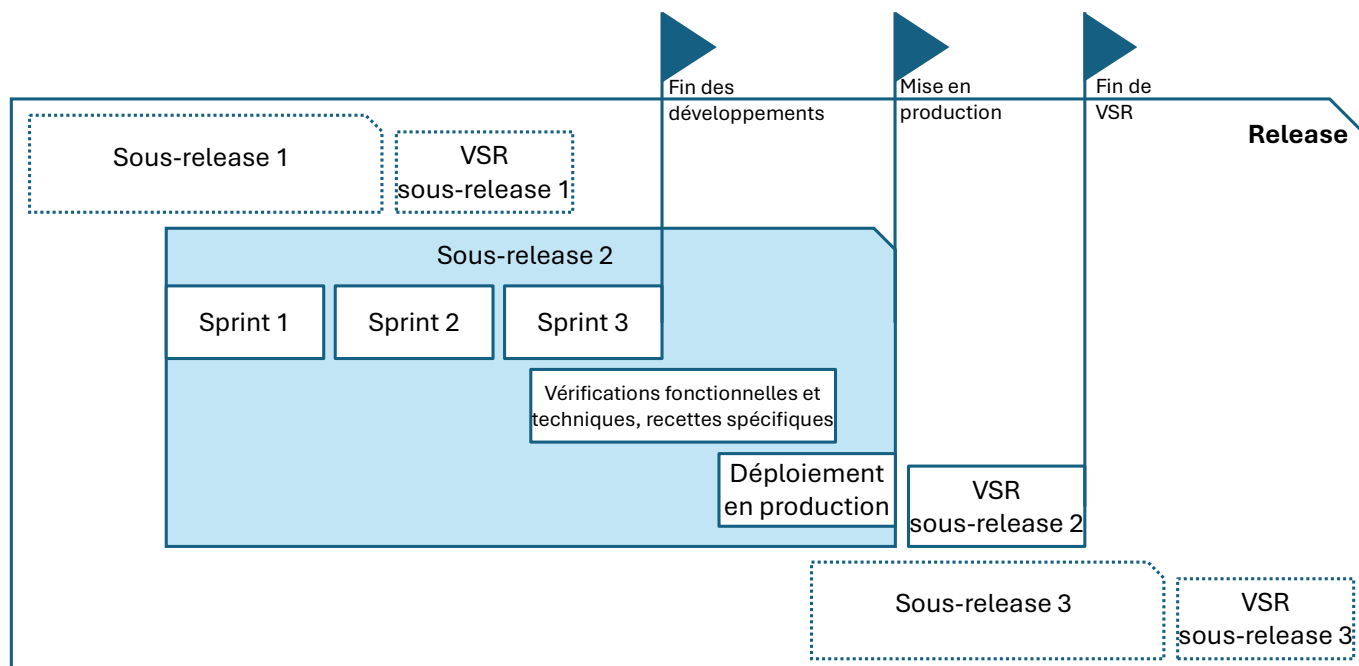 Fin des
développements
Mise en
production
Fin de
VSR
Release
Sous-release 1
VSR
sous-release 1
Sous-release 2
Sprint 1
Sprint 2
Sprint 3
Vérifications fonctionnelles et
techniques, recettes spécifiques
Déploiement
en production
VSR
sous-release 2
Sous-release 3
VSR
sous-release 3